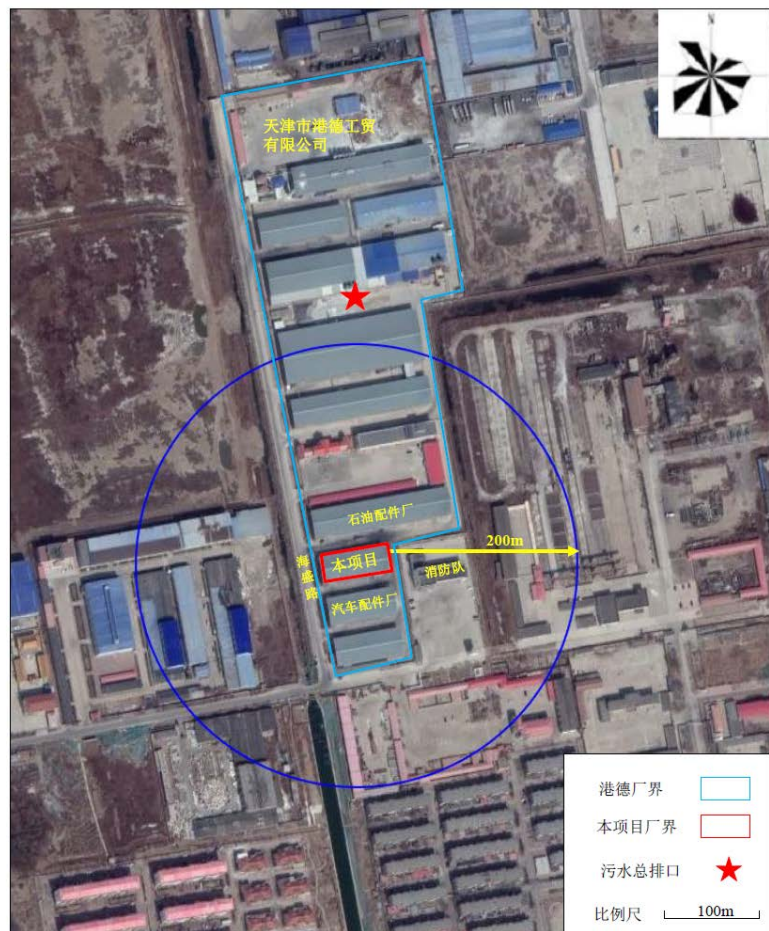 N
天津市港德工贸
有限公司
石油配件厂
200m
本项目
海盛路
消防队
汽车配件厂
港德厂界
本项目厂界
污水总排口
比例尺
100m